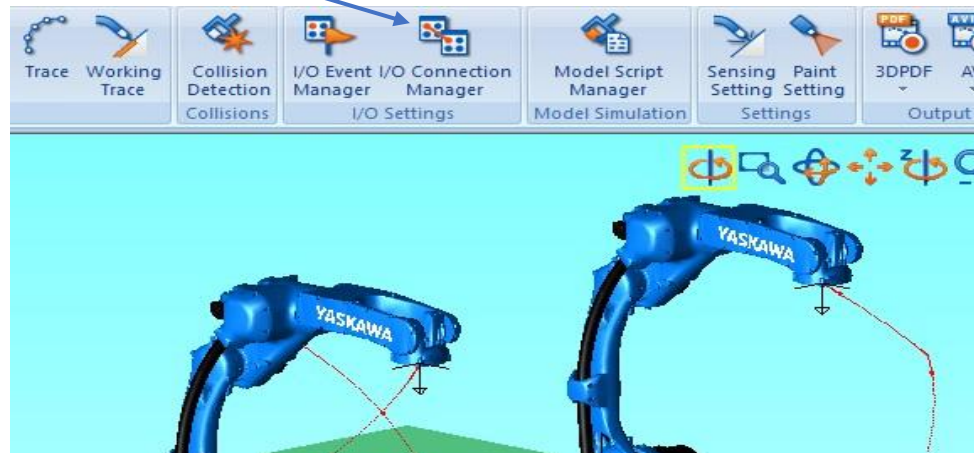 Trace Working Trace Collision Detection I/O Event Manager I/O Connection Manager Model Script Manager Sensing Setting Paint Setting 3DPDF
Collisions I/O Settings Model Simulation Settings Output
PDF
z
YASKAWA
YASKAWA